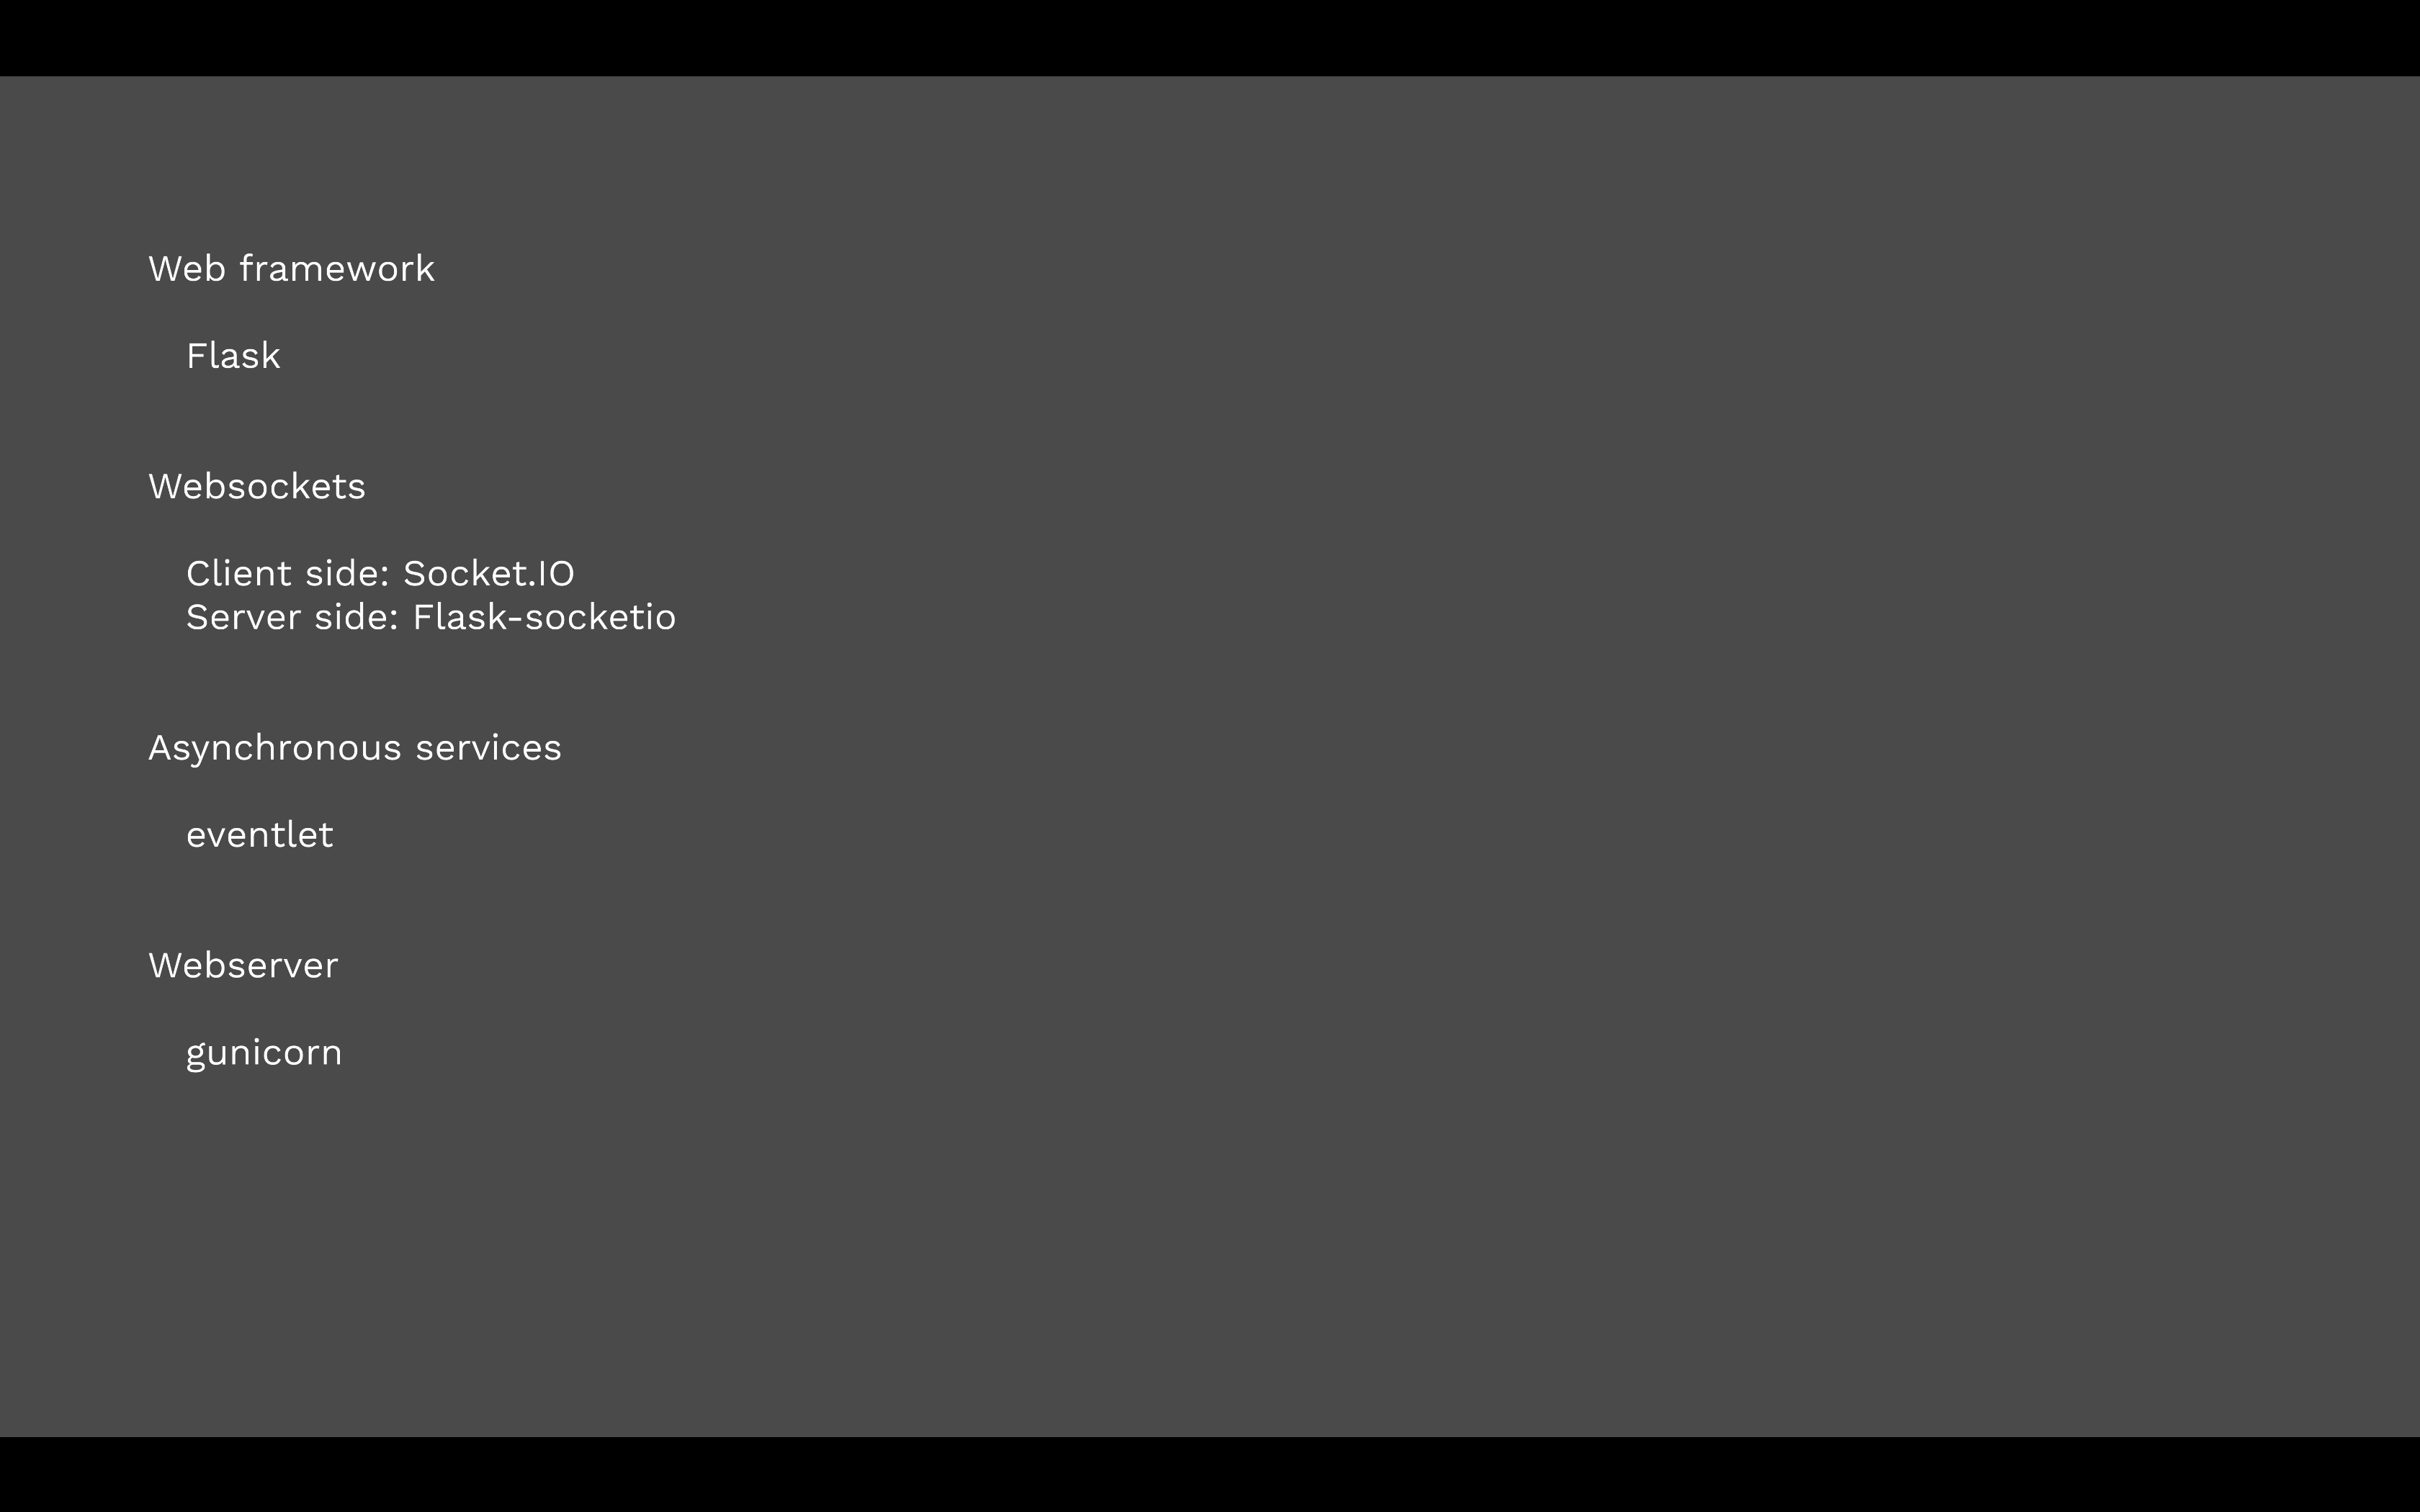 Web framework
Flask
Websockets
Client side: Socket.IO
Server side: Flask-socketio
Asynchronous services
eventlet
Webserver
gunicorn